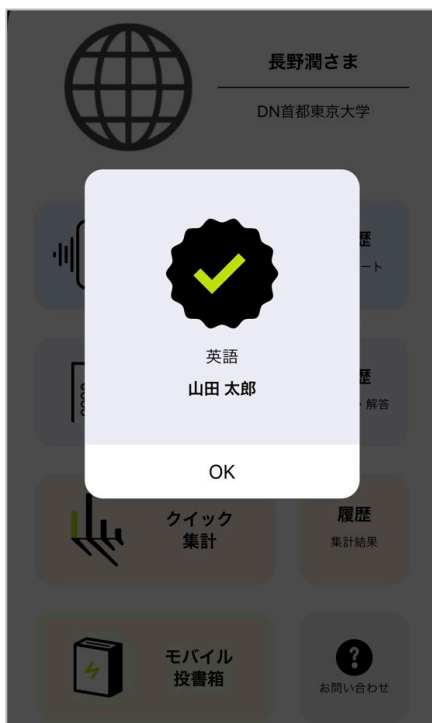 長野潤さま
DN首都東京大学
歴
ート
英語
山田 太郎
歴
・解答
OK
クイック
集計
履歴
集計結果
モバイル
投書箱
お問い合わせ